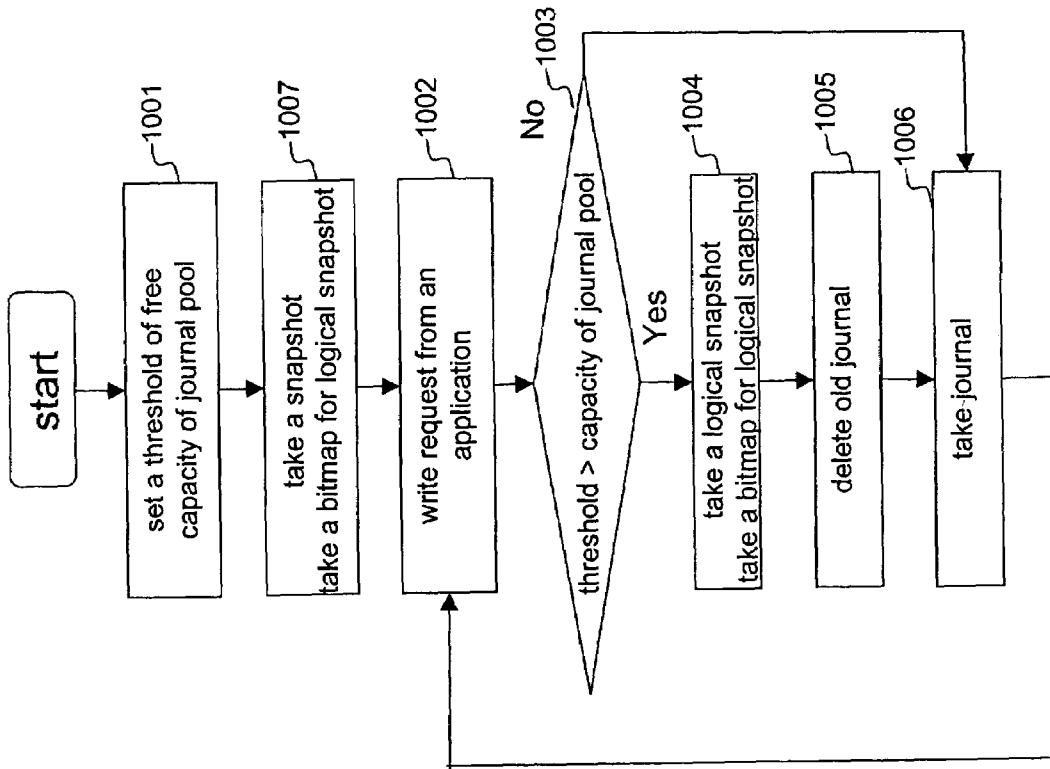 start
1001
set a threshold of free
capacity of journal pool
1007
take a snapshot
take a bitmap for logical snapshot
1002
write request from an
application
1003
No
threshold > capacity of journal pool
Yes
1004
take a logical snapshot
take a bitmap for logical snapshot
1005
delete old journal
1006
take journal